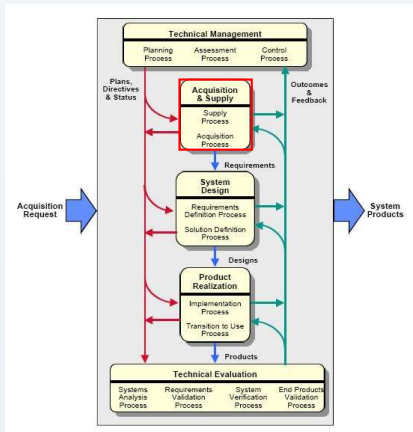 Technical Management
Planning Process
Assessment Process
Control Process
Plans,
Directives
& Status
Outcomes
&
Feedback
Acquisition
& Supply
Supply
Process
Acquisition
Process
Requirements
Acquisition
Request
System
Products
System
Design
Requirements
Definition Process
Solution Definition
Process
Designs
Product
Realization
Implementation
Process
Transition to Use
Process
Products
Technical Evaluation
Systems
Analysis
Process
Requirements
Validation
Process
System
Verification
Process
End Products
Validation
Process